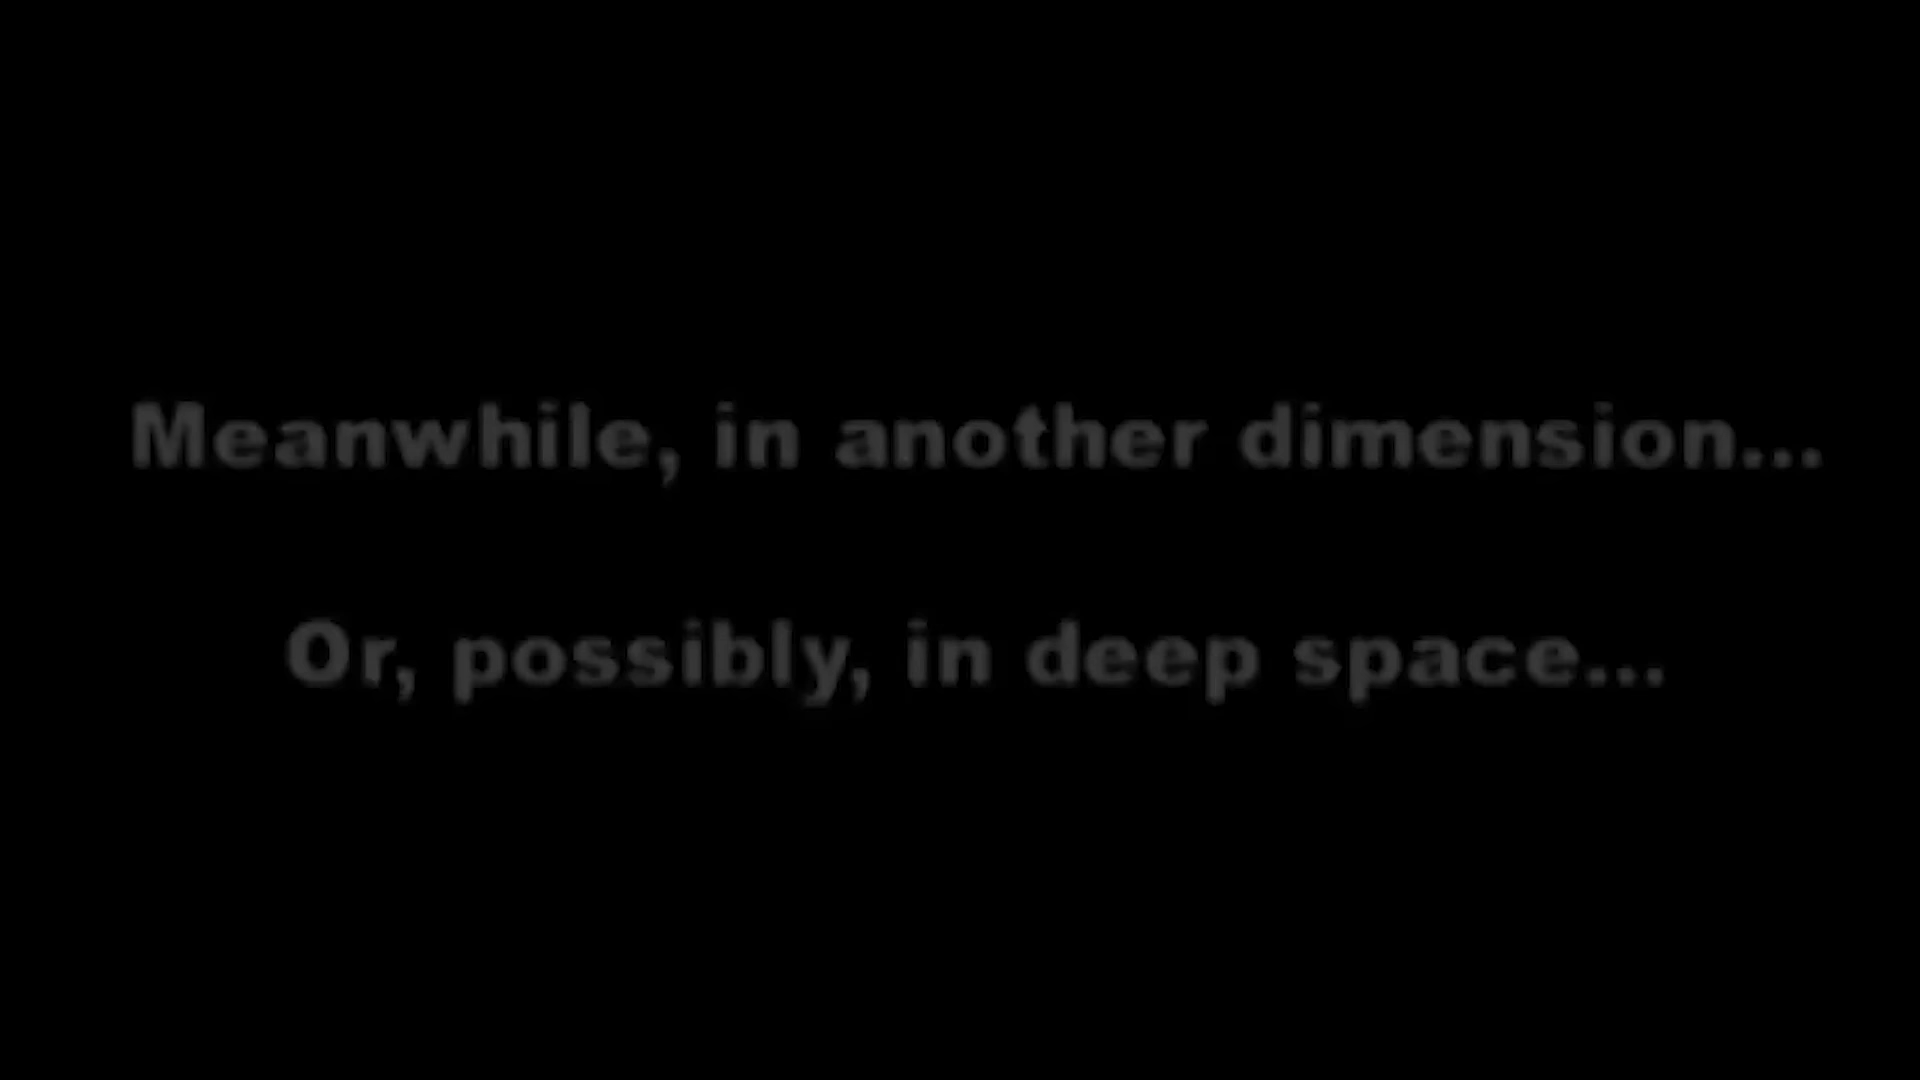 Meanwhile, in another dimension...
Or, possibly, in deep space...